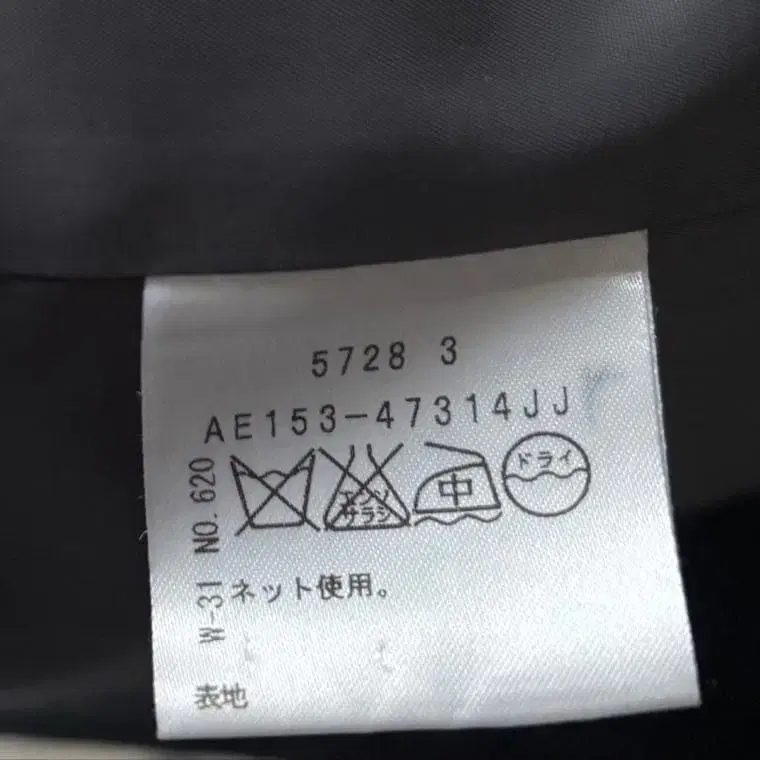 5728 3
AE153-47314JJ
エンソ
サラシ
中
ドライ
NO. 620
W-31
ネット使用。
表地